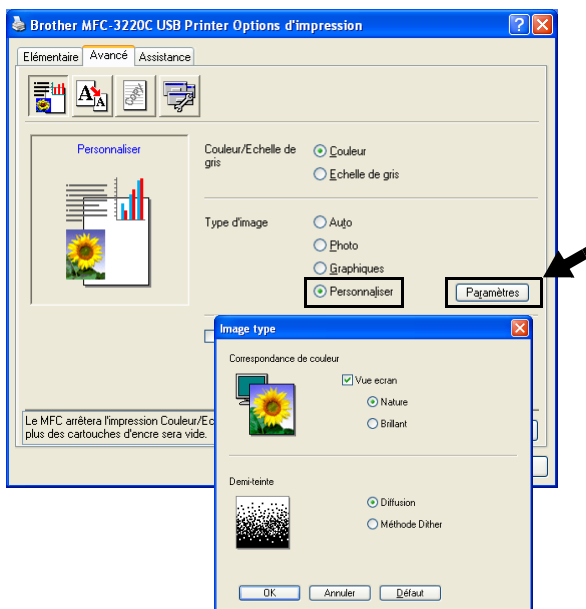 Brother MFC-3220C USB Printer Options d'impression
Elémentaire Avancé Assistance
Personnaliser
Couleur/Echelle de
gris
Couleur
Echelle de gris
Type d'image
Auto
Photo
Graphiques
Personnaliser
Paramètres
Image type
Correspondance de couleur
Vue ecran
Nature
Brillant
Demi-teinte
Diffusion
Méthode Dither
OK Annuler Défaut
Le MFC arrêtera l'impression Couleur/Ec
plus des cartouches d'encre sera vide.